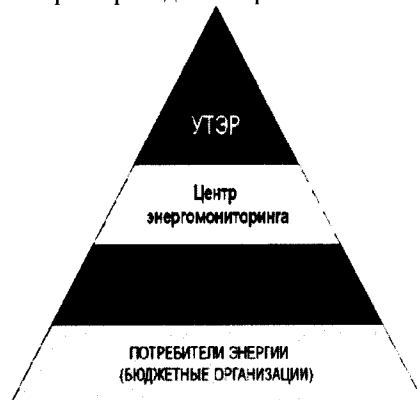 УТЭР
Центр
энергомониторинга
ПОТРЕБИТЕЛИ ЭНЕРГИИ
(БЮДЖЕТНЫЕ ОРГАНИЗАЦИИ)